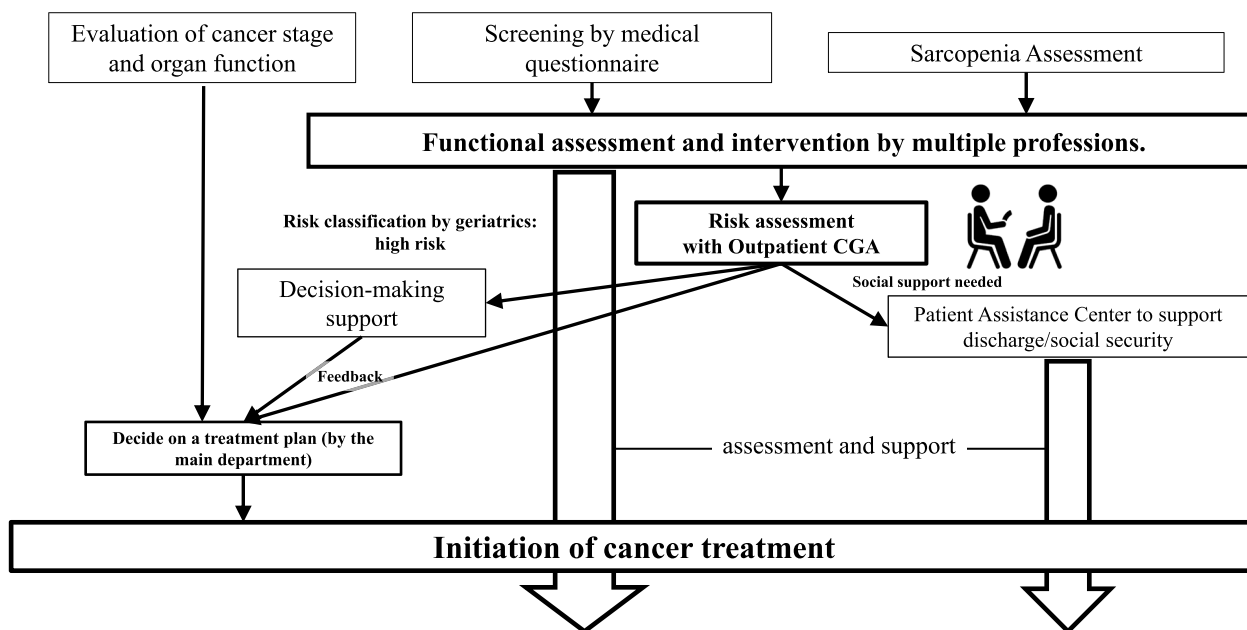 Evaluation of cancer stage
and organ function
Screening by medical
questionnaire
Sarcopenia Assessment
Functional assessment and intervention by multiple professions.
Risk classification by geriatrics:
high risk
Risk assessment
with Outpatient CGA
Social support needed
Decision-making
support
Patient Assistance Center to support
discharge/social security
Feedback
Decide on a treatment plan (by the
main department)
assessment and support
Initiation of cancer treatment